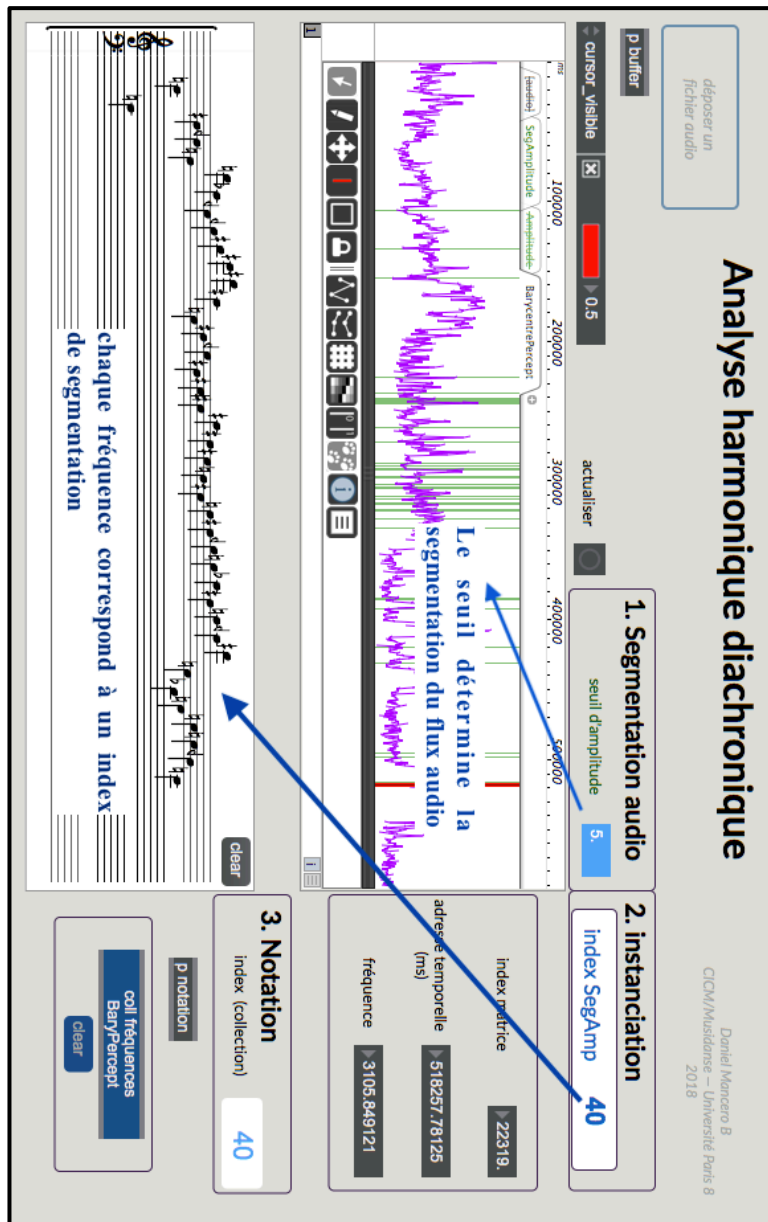 Analyse harmonique diachronique
Daniel Mancero B
CICM/Musidanse – Université Paris 8
2018
déposer un
fichier audio
p buffer
cursor_visible
0.5
actualiser
1. Segmentation audio
seuil d'amplitude
5.
2. instanciation
index SegAmp 40
ms
100000
200000
300000
400000
500000
[audio]
SegAmplitude
Amplitude
BarycentrePercept
Le seuil détermine la
segmentation du flux audio
1
index matrice
22319.
adresse temporelle
(ms)
518257.78125
fréquence
3105.849121
clear
chaque fréquence correspond à un index
de segmentation
3. Notation
index (collection)
40
p notation
coll fréquences
BaryPercept
clear